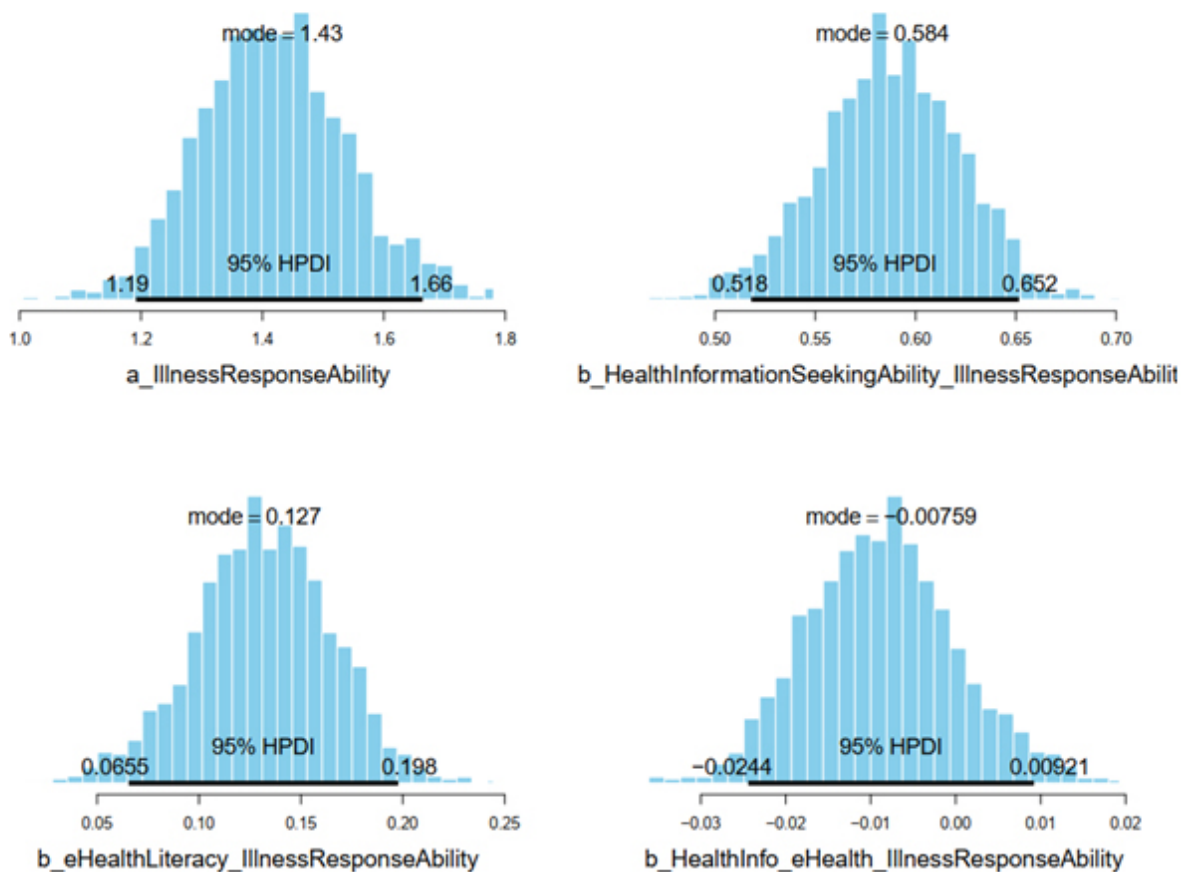 mode = 1.43
95% HPDI
1.19 1.66
1.0 1.2 1.4 1.6 1.8
a_IllnessResponseAbility
mode = 0.584
95% HPDI
0.518 0.652
0.50 0.55 0.60 0.65 0.70
b_HealthInformationSeekingAbility_IllnessResponseAbilit
mode = 0.127
95% HPDI
0.0655 0.198
0.05 0.10 0.15 0.20 0.25
b_eHealthLiteracy_IllnessResponseAbility
mode = −0.00759
95% HPDI
−0.0244 0.00921
−0.03 −0.02 −0.01 0.00 0.01 0.02
b_HealthInfo_eHealth_IllnessResponseAbility